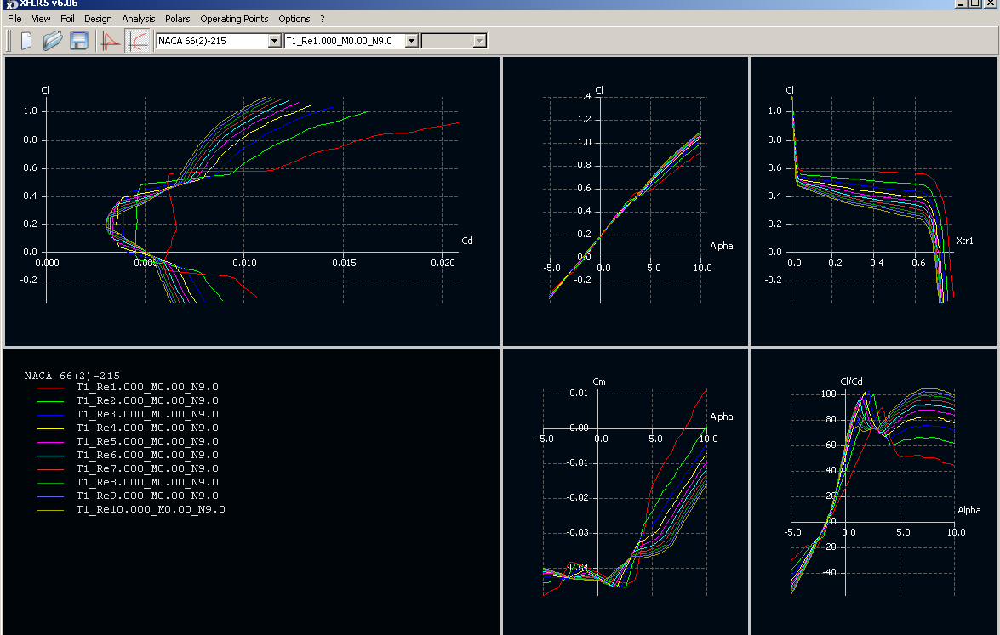 XFLR5 v6.06
File View Foil Design Analysis Polars Operating Points Options ?
NACA 66(2)-215 T1_Re1.000_M0.00_N9.0
Cl
1.0
0.8
0.6
0.4
0.2
0.0
-0.2
0.000 0.005 0.010 0.015 0.020
Cd
Cl
1.4
1.2
1.0
0.8
0.6
0.4
0.2
0.0
-0.2
-5.0 0.0 5.0 10.0
Alpha
Cl
1.0
0.8
0.6
0.4
0.2
0.0
-0.2
0.0 0.2 0.4 0.6
Xtr1
NACA 66(2)-215
T1_Re1.000_M0.00_N9.0
T1_Re2.000_M0.00_N9.0
T1_Re3.000_M0.00_N9.0
T1_Re4.000_M0.00_N9.0
T1_Re5.000_M0.00_N9.0
T1_Re6.000_M0.00_N9.0
T1_Re7.000_M0.00_N9.0
T1_Re8.000_M0.00_N9.0
T1_Re9.000_M0.00_N9.0
T1_Re10.000_M0.00_N9.0
Cm
0.01
0.00
-0.01
-0.02
-0.03
-0.04
-5.0 0.0 5.0 10.0
Alpha
Cl/Cd
100
80
60
40
20
0
-20
-40
-5.0 0.0 5.0 10.0
Alpha